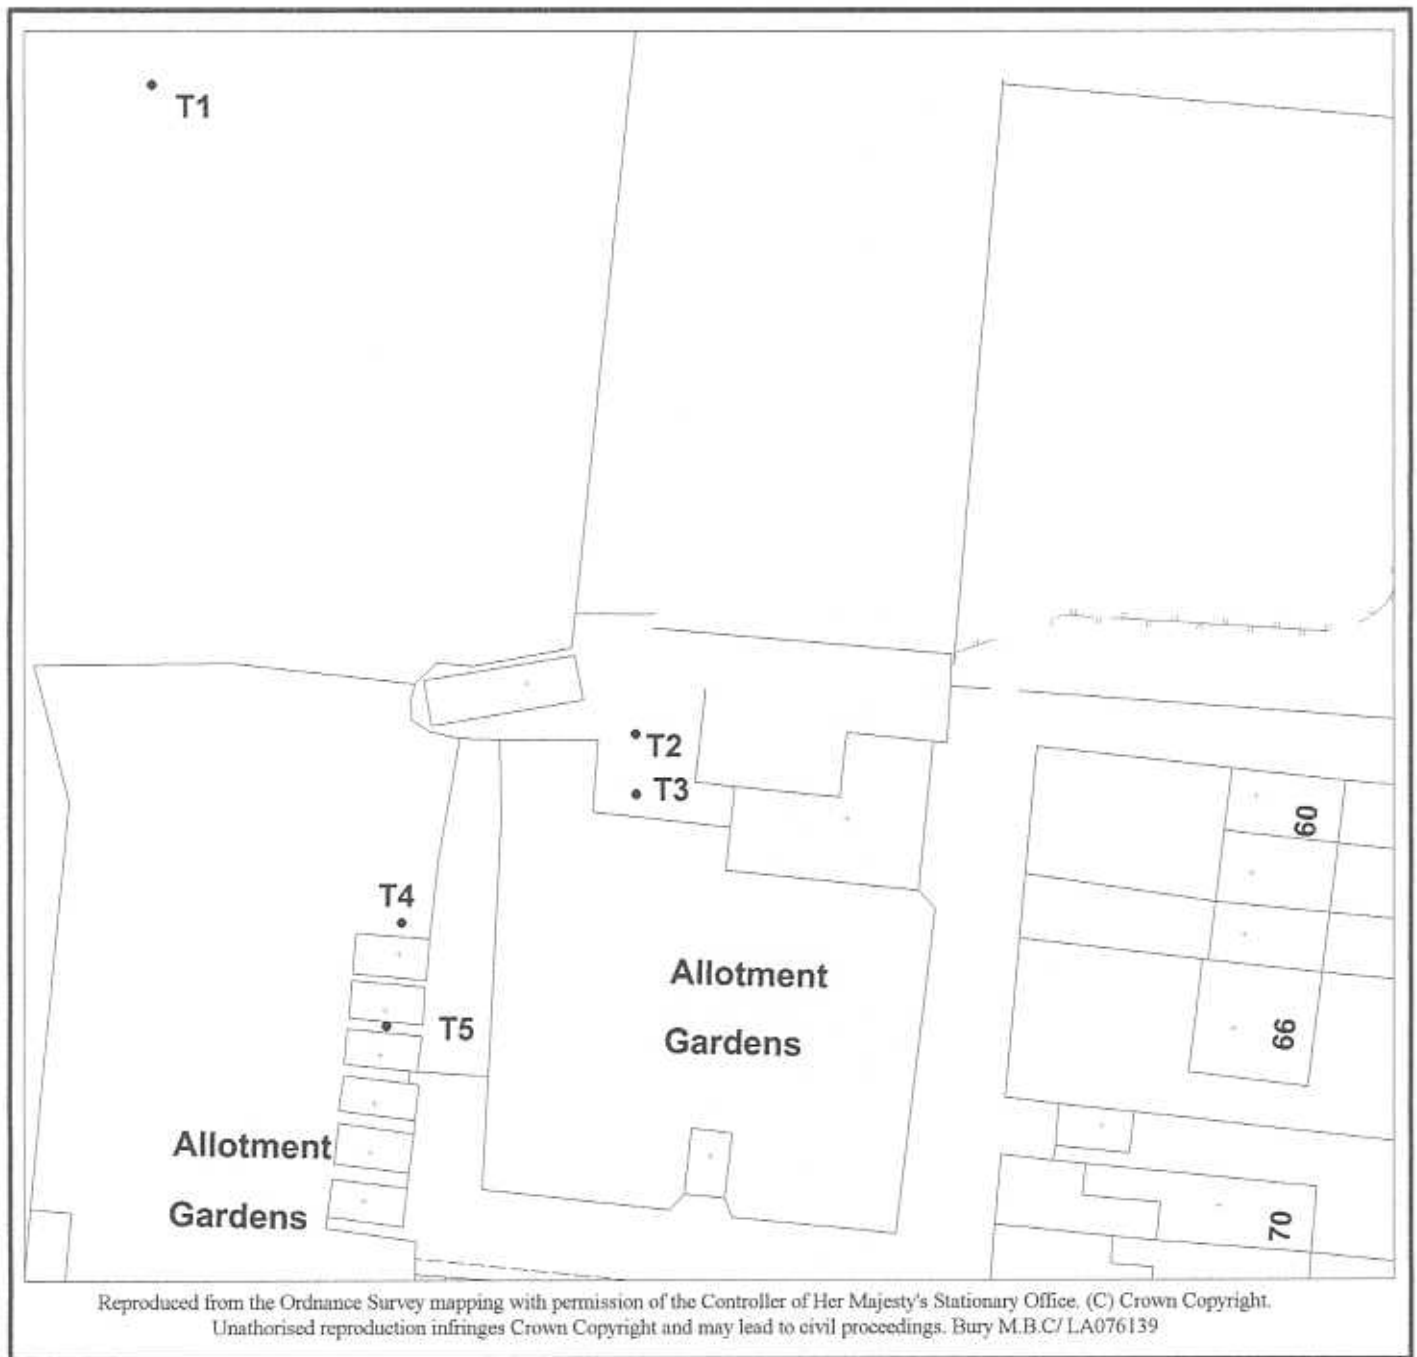 T1
T2
T3
60
T4
Allotment
Gardens
T5
66
Allotment
Gardens
70
Reproduced from the Ordnance Survey mapping with permission of the Controller of Her Majesty's Stationary Office. (C) Crown Copyright.
Unathorised reproduction infringes Crown Copyright and may lead to civil proceedings. Bury M.B.C/ LA076139